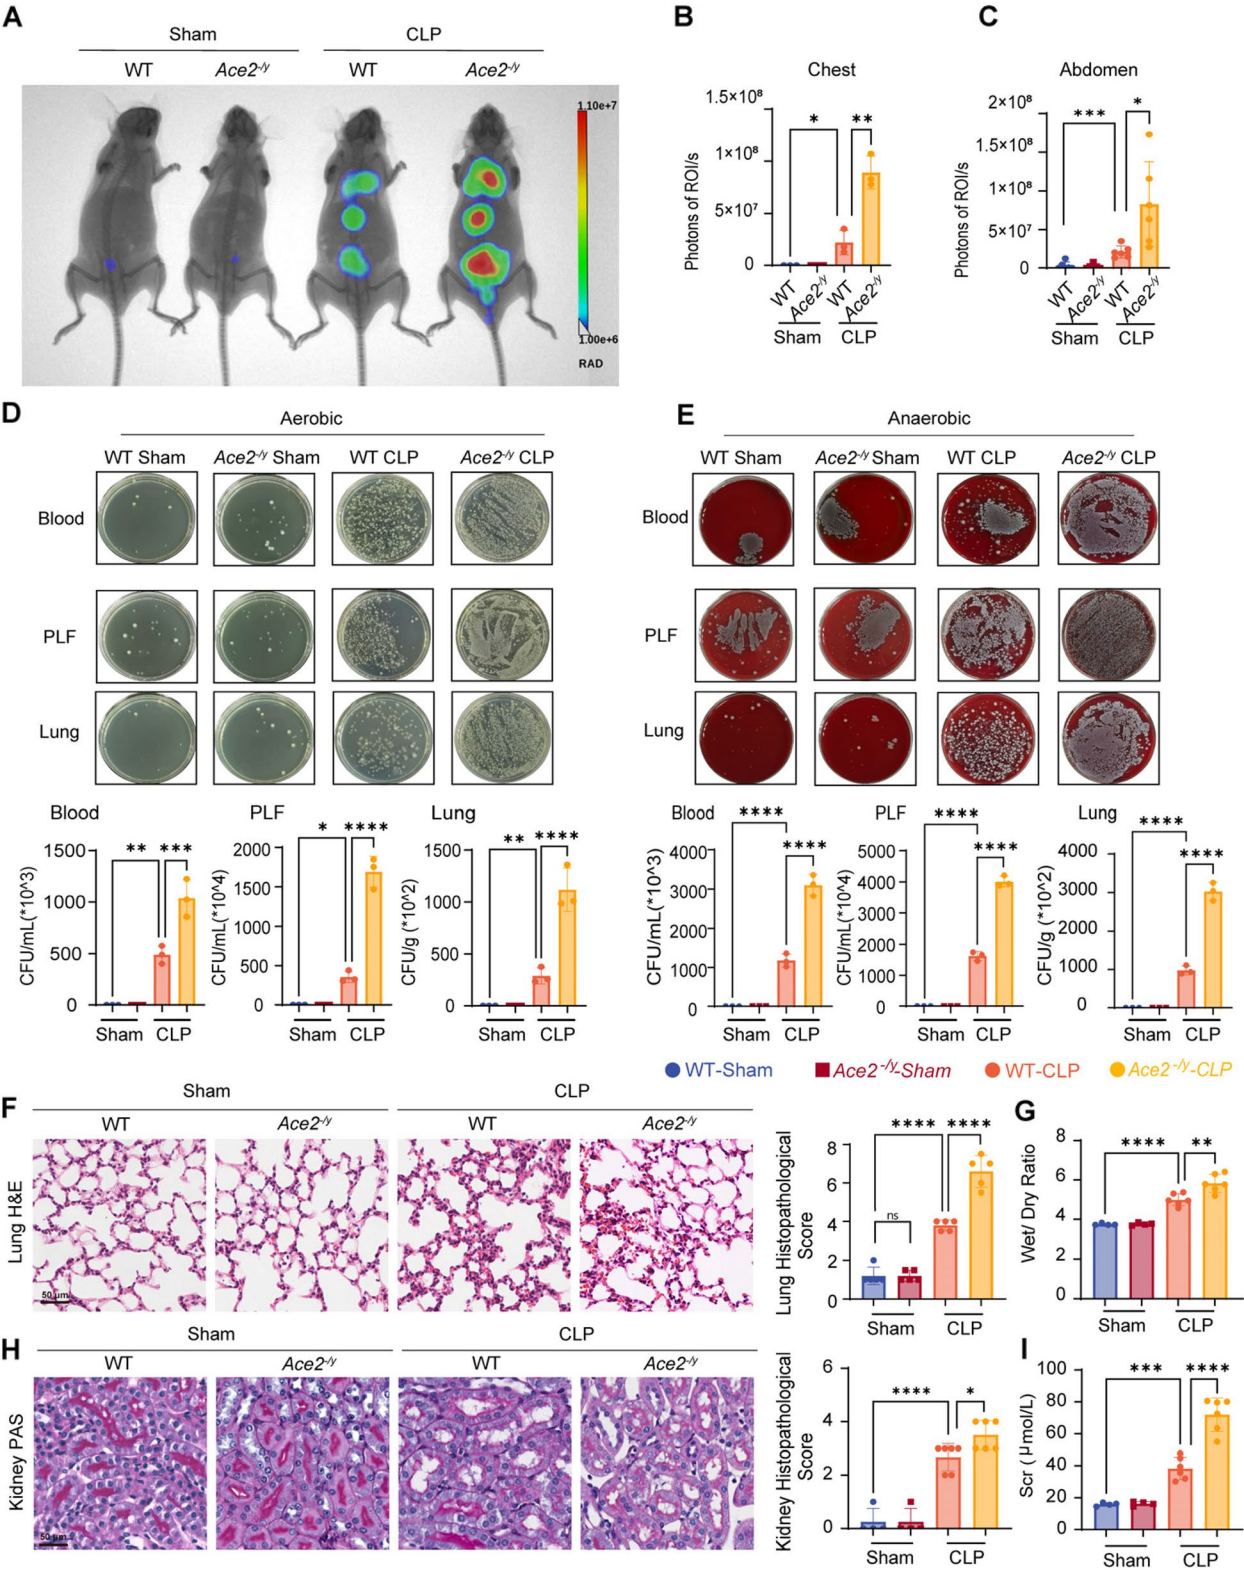 A
Sham
CLP
WT
Ace2-/y
WT
Ace2-/y
1.10e+7
1.00e+6
RAD
B
Chest
Photons of ROI/s
1.5×10⁸
1×10⁸
5×10⁷
0
*
**
WT
Ace2-/y
WT
Ace2-/y
Sham
CLP
C
Abdomen
Photons of ROI/s
2×10⁸
1.5×10⁸
1×10⁸
5×10⁷
0
***
*
WT
Ace2-/y
WT
Ace2-/y
Sham
CLP
D
Aerobic
WT Sham
Ace2-/y Sham
WT CLP
Ace2-/y CLP
Blood
PLF
Lung
Blood
CFU/mL(*10^3)
1500
1000
500
0
**
***
Sham
CLP
PLF
CFU/mL(*10^4)
2000
1500
1000
500
0
*
****
Sham
CLP
Lung
CFU/g (*10^2)
1500
1000
500
0
**
****
Sham
CLP
E
Anaerobic
WT Sham
Ace2-/y Sham
WT CLP
Ace2-/y CLP
Blood
PLF
Lung
Blood
CFU/mL(*10^3)
4000
3000
2000
1000
0
****
****
Sham
CLP
PLF
CFU/mL(*10^4)
5000
4000
3000
2000
1000
0
****
****
Sham
CLP
Lung
CFU/g (*10^2)
4000
3000
2000
1000
0
****
****
Sham
CLP
WT-Sham
Ace2-/y-Sham
WT-CLP
Ace2-/y-CLP
F
Sham
CLP
WT
Ace2-/y
WT
Ace2-/y
Lung H&E
50 μm
Lung Histopathological
Score
8
6
4
2
0
ns
****
****
Sham
CLP
G
Wet/ Dry Ratio
8
6
4
2
0
****
**
Sham
CLP
H
Sham
CLP
WT
Ace2-/y
WT
Ace2-/y
Kidney PAS
50 μm
Kidney Histopathological
Score
6
4
2
0
****
*
Sham
CLP
I
Scr ( μmol/L)
100
80
60
40
20
0
***
****
Sham
CLP